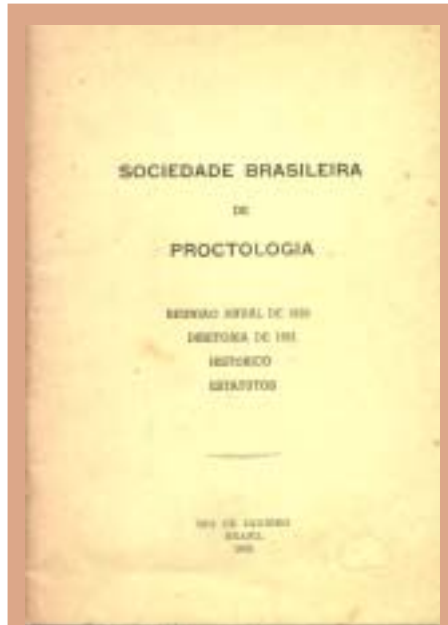 SOCIEDADE BRASILEIRA
DE
PROCTOLOGIA
REUNIÃO ANUAL DE
DIRETORIA DE
HISTORICO
ESTATUTOS
RIO DE JANEIRO
BRASIL